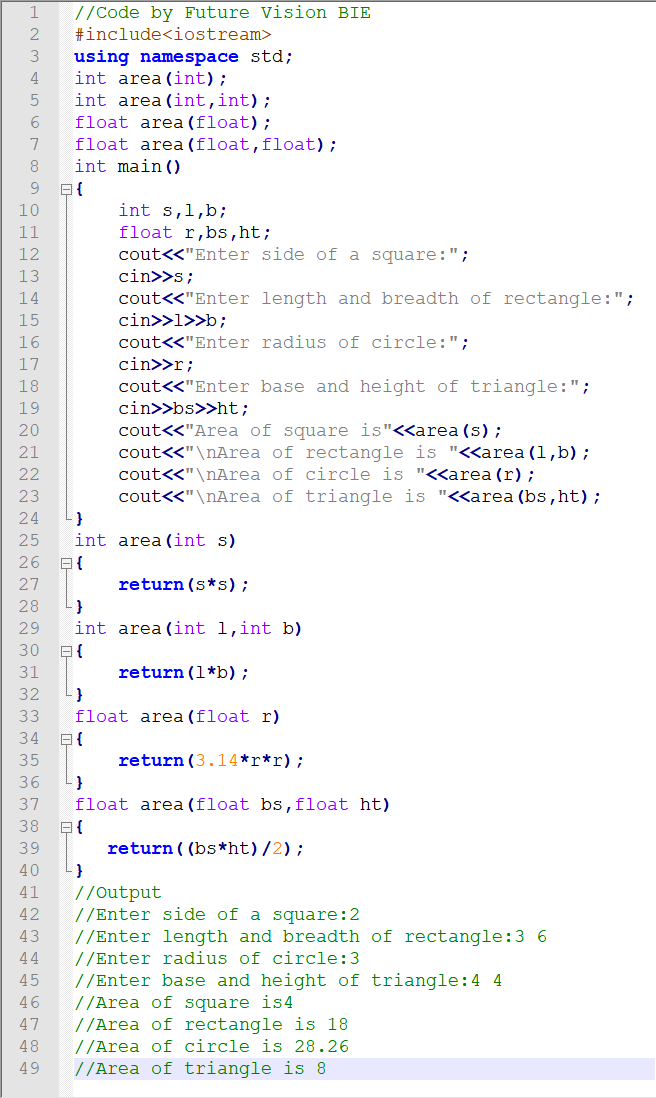 1 //Code by Future Vision BIE
2 #include<iostream>
3 using namespace std;
4 int area(int);
5 int area(int,int);
6 float area(float);
7 float area(float,float);
8 int main()
9 {
10     int s,l,b;
11     float r,bs,ht;
12     cout<<"Enter side of a square:";
13     cin>>s;
14     cout<<"Enter length and breadth of rectangle:";
15     cin>>l>>b;
16     cout<<"Enter radius of circle:";
17     cin>>r;
18     cout<<"Enter base and height of triangle:";
19     cin>>bs>>ht;
20     cout<<"Area of square is"<<area(s);
21     cout<<"\nArea of rectangle is "<<area(l,b);
22     cout<<"\nArea of circle is "<<area(r);
23     cout<<"\nArea of triangle is "<<area(bs,ht);
24 }
25 int area(int s)
26 {
27     return(s*s);
28 }
29 int area(int l,int b)
30 {
31     return(l*b);
32 }
33 float area(float r)
34 {
35     return(3.14*r*r);
36 }
37 float area(float bs,float ht)
38 {
39    return((bs*ht)/2);
40 }
41 //Output
42 //Enter side of a square:2
43 //Enter length and breadth of rectangle:3 6
44 //Enter radius of circle:3
45 //Enter base and height of triangle:4 4
46 //Area of square is4
47 //Area of rectangle is 18
48 //Area of circle is 28.26
49 //Area of triangle is 8